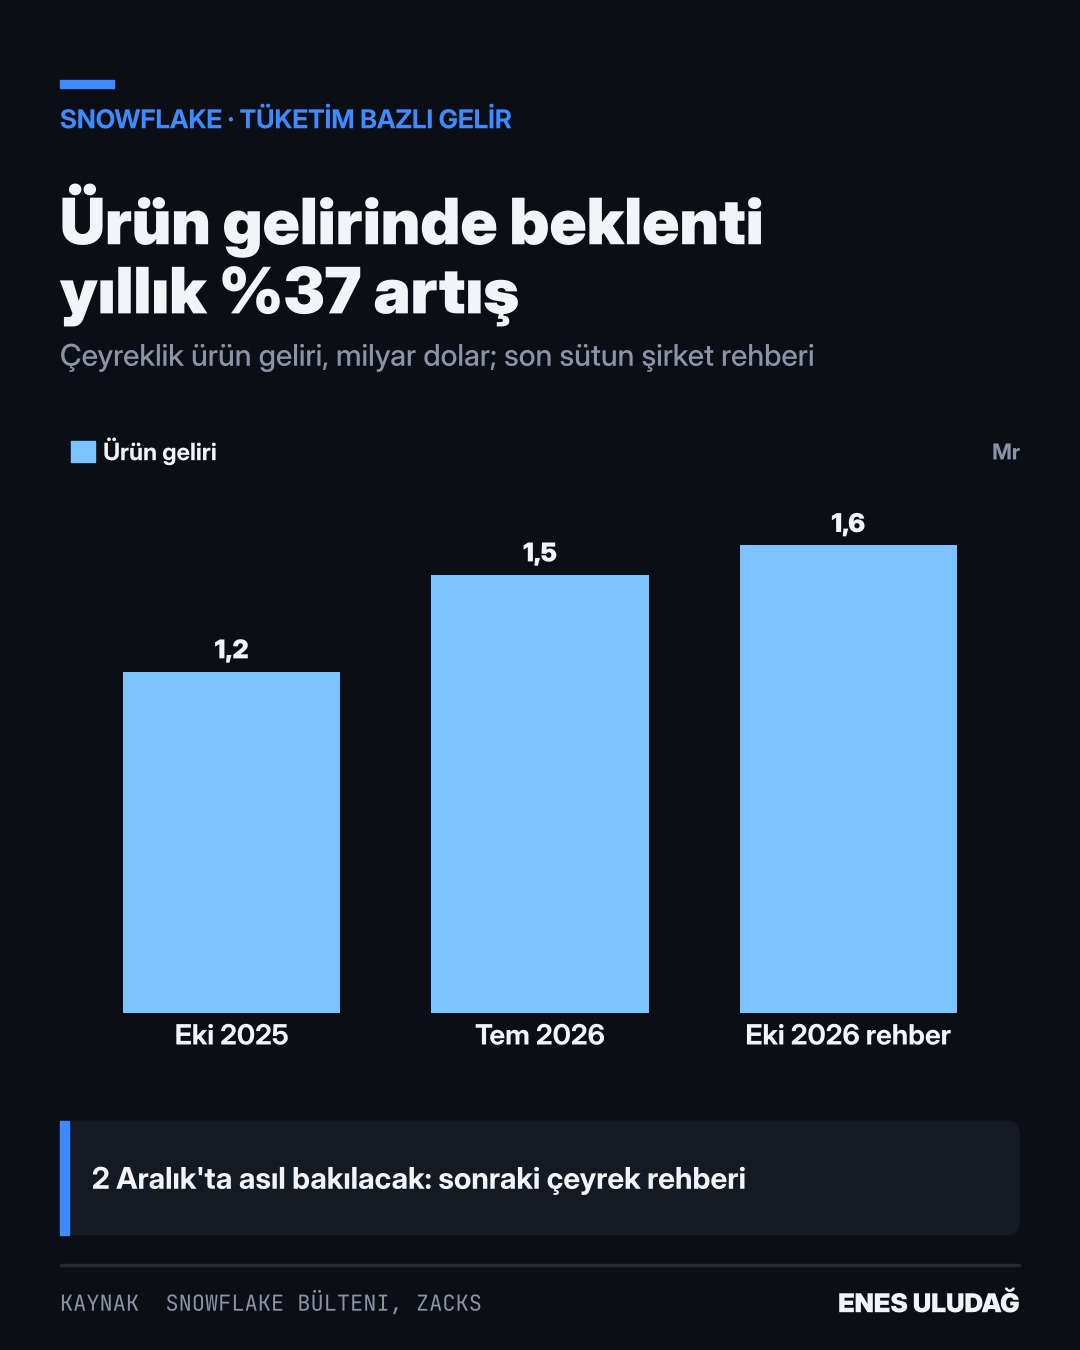 SNOWFLAKE · TÜKETİM BAZLI GELİR
Ürün gelirinde beklenti
yıllık %37 artış
Çeyreklik ürün geliri, milyar dolar; son sütun şirket rehberi
Ürün geliri
Mr
1,2
1,5
1,6
Eki 2025
Tem 2026
Eki 2026 rehber
2 Aralık'ta asıl bakılacak: sonraki çeyrek rehberi
KAYNAK SNOWFLAKE BÜLTENI, ZACKS
ENES ULUDAĞ